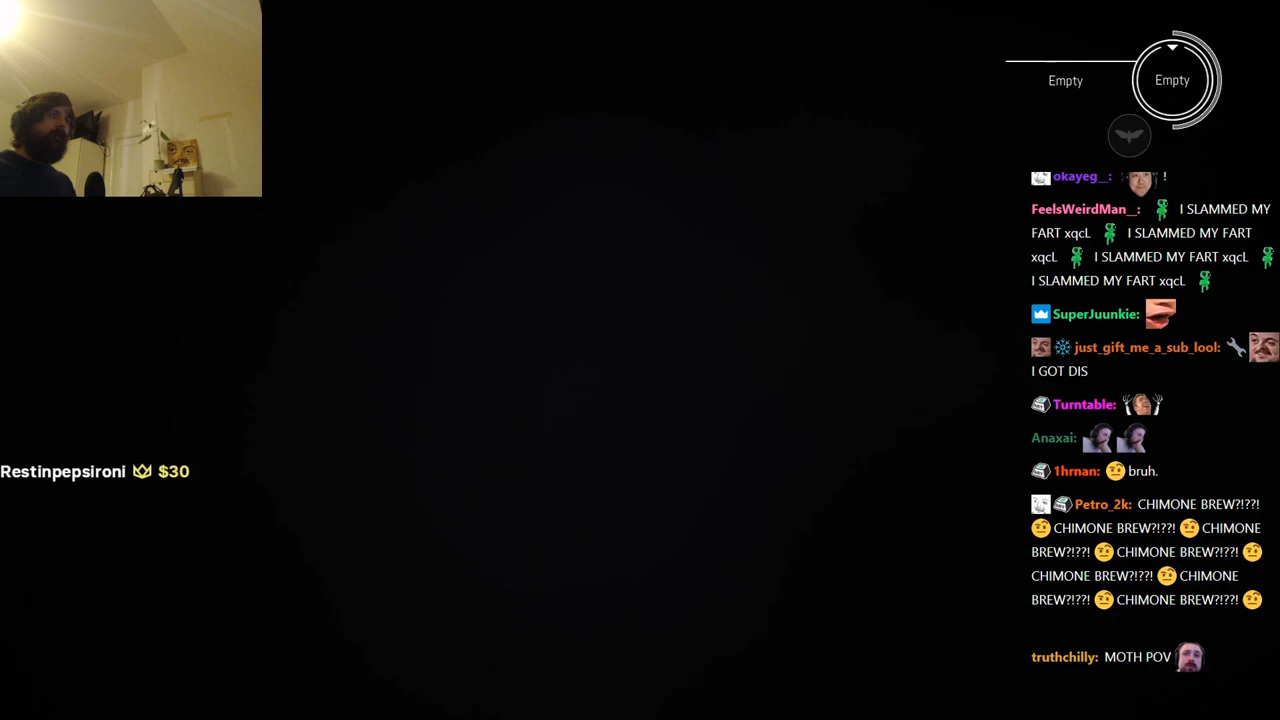 Empty
Empty
okayeg__: !
FeelsWeirdMan__: I SLAMMED MY
FART xqcL I SLAMMED MY FART
xqcL I SLAMMED MY FART xqcL
I SLAMMED MY FART xqcL
SuperJuunkie:
just_gift_me_a_sub_lool:
I GOT DIS
Turntable:
Anaxai:
1hrnan: bruh.
Restinpepsironi $30
Petro_2k: CHIMONE BREW?!??!
CHIMONE BREW?!??! CHIMONE
BREW?!??! CHIMONE BREW?!??!
CHIMONE BREW?!??! CHIMONE
BREW?!??! CHIMONE BREW?!??!
truthchilly: MOTH POV